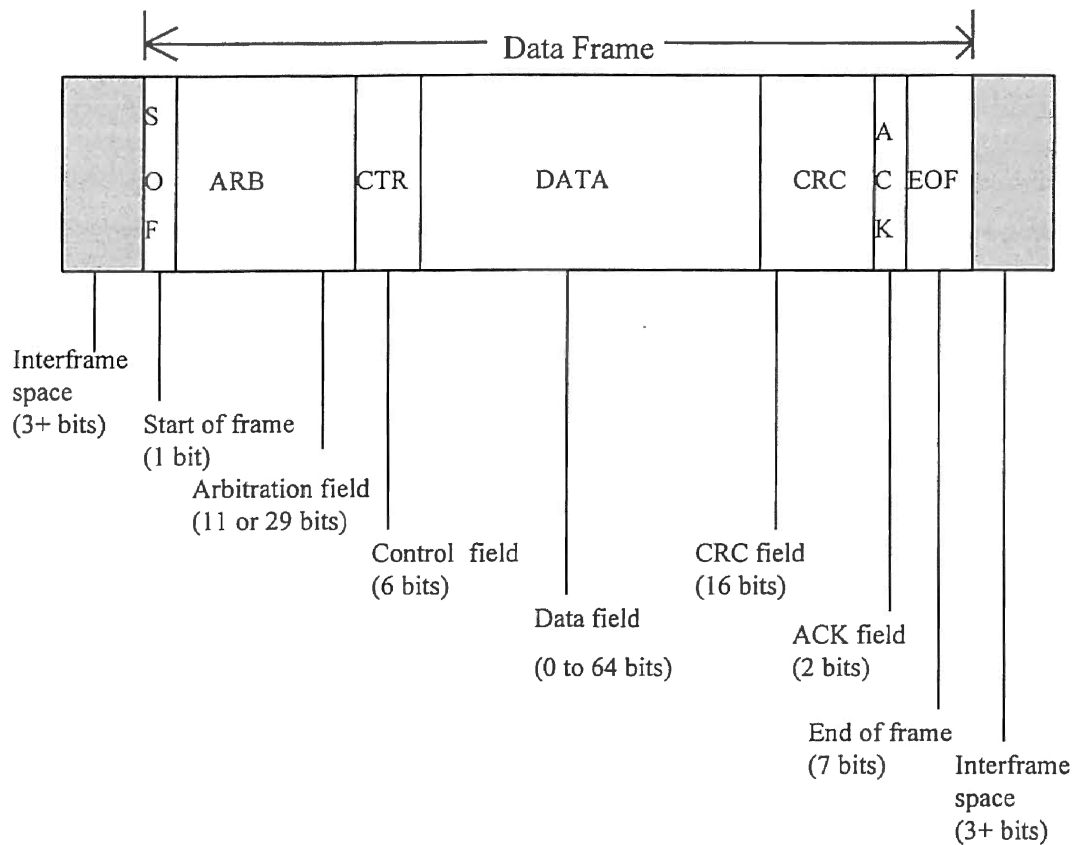 Data Frame
SOF
ARB
CTR
DATA
CRC
ACK
EOF
Interframe
space
(3+ bits)
Start of frame
(1 bit)
Arbitration field
(11 or 29 bits)
Control field
(6 bits)
Data field
(0 to 64 bits)
CRC field
(16 bits)
ACK field
(2 bits)
End of frame
(7 bits)
Interframe
space
(3+ bits)